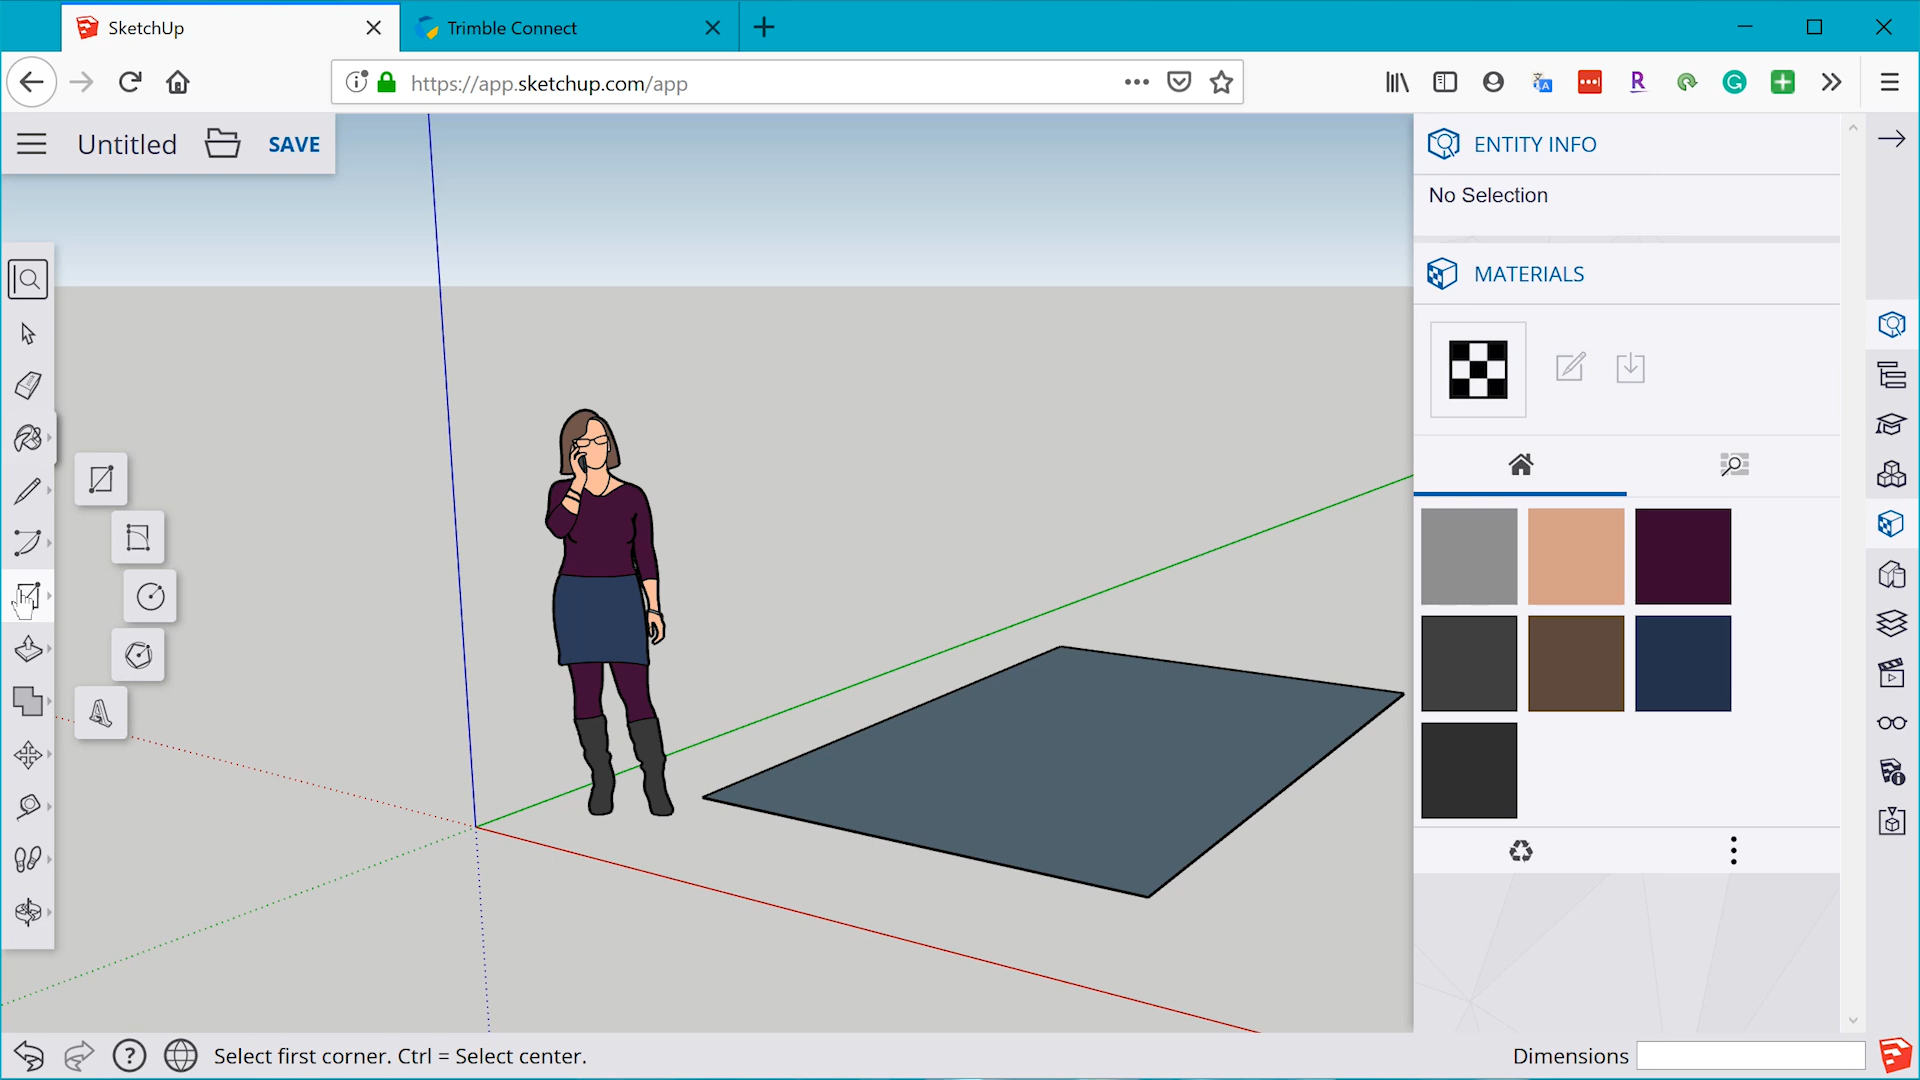 SketchUp
Trimble Connect
https://app.sketchup.com/app
Untitled
SAVE
ENTITY INFO
No Selection
MATERIALS
Select first corner. Ctrl = Select center.
Dimensions